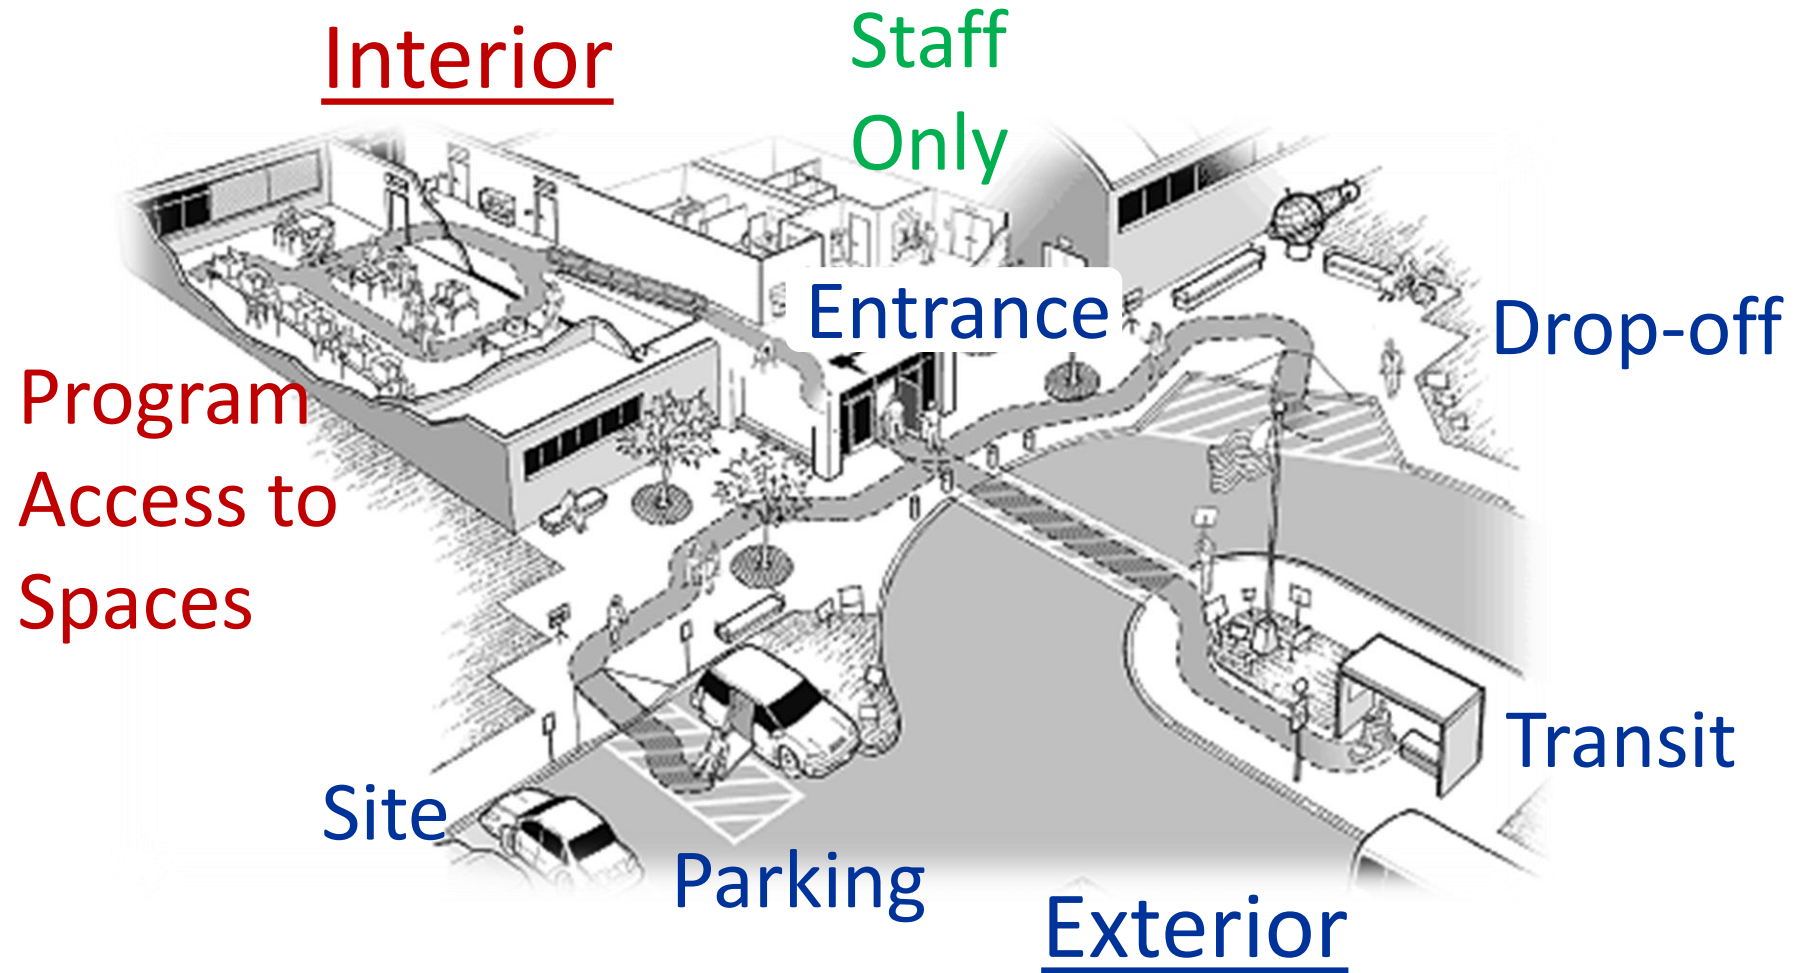 Interior
Staff
Only
Entrance
Drop-off
Program
Access to
Spaces
Transit
Site
Parking
Exterior